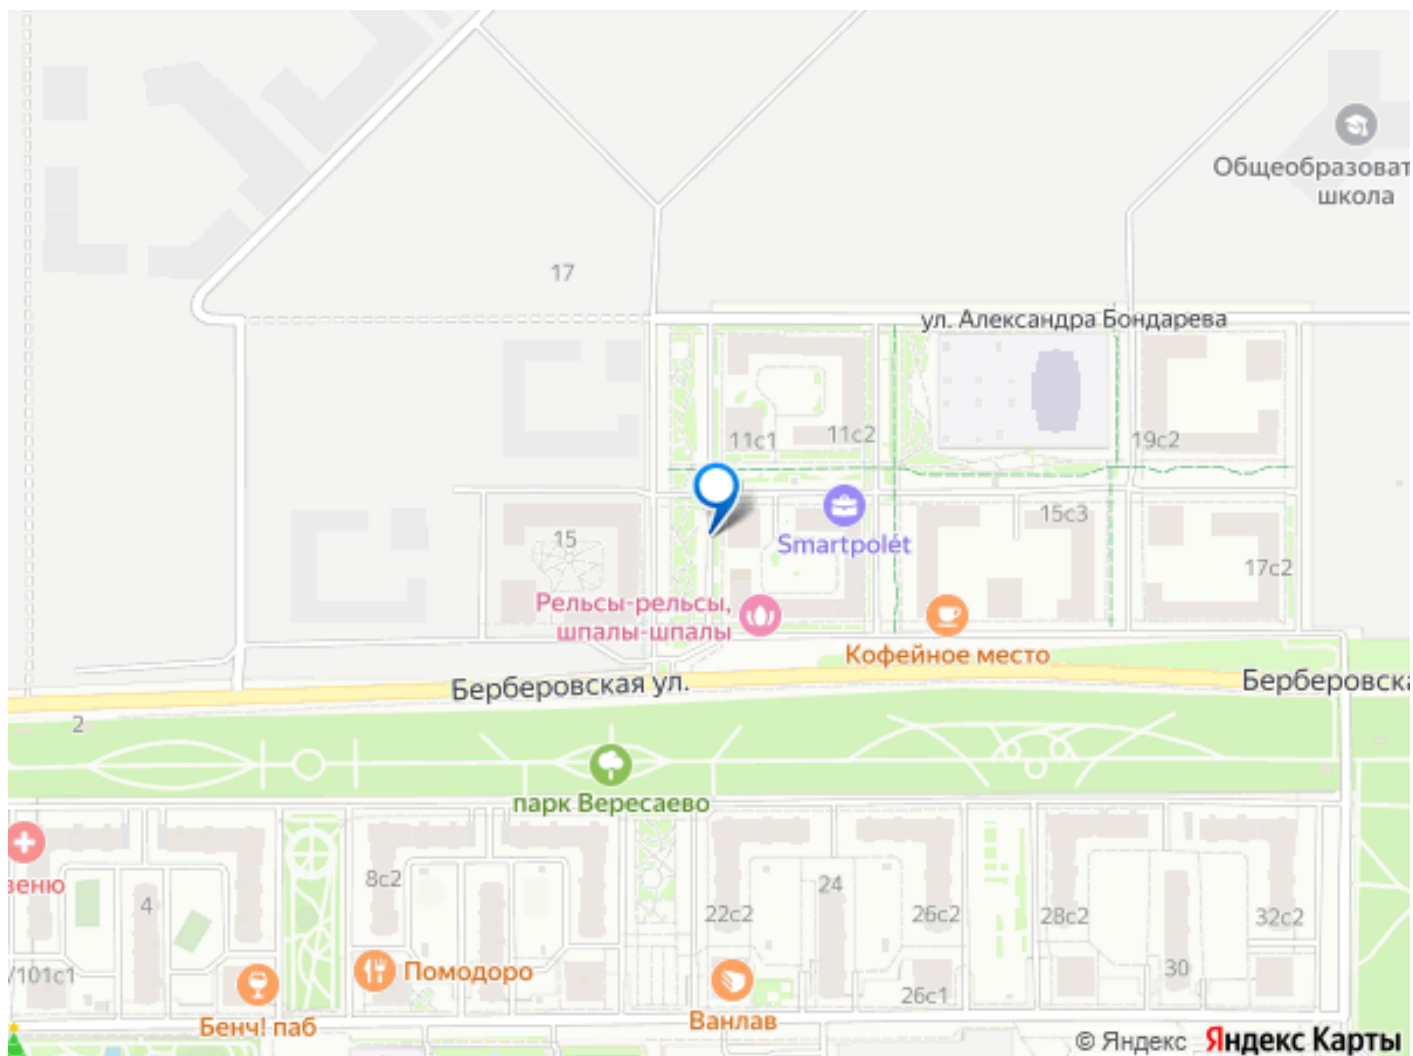 Общеобразоват
школа
17
ул. Александра Бондарева
11с1
11с2
19с2
15
Smartpolét
15с3
17с2
Рельсы-рельсы,
шпалы-шпалы
Кофейное место
Берберовская ул.
Берберовска
2
парк Вересаево
8с2
веню
4
24
22с2
26с2
28с2
32с2
/101с1
Помодоро
30
26с1
Бенч! паб
Ванлав
© Яндекс Яндекс Карты